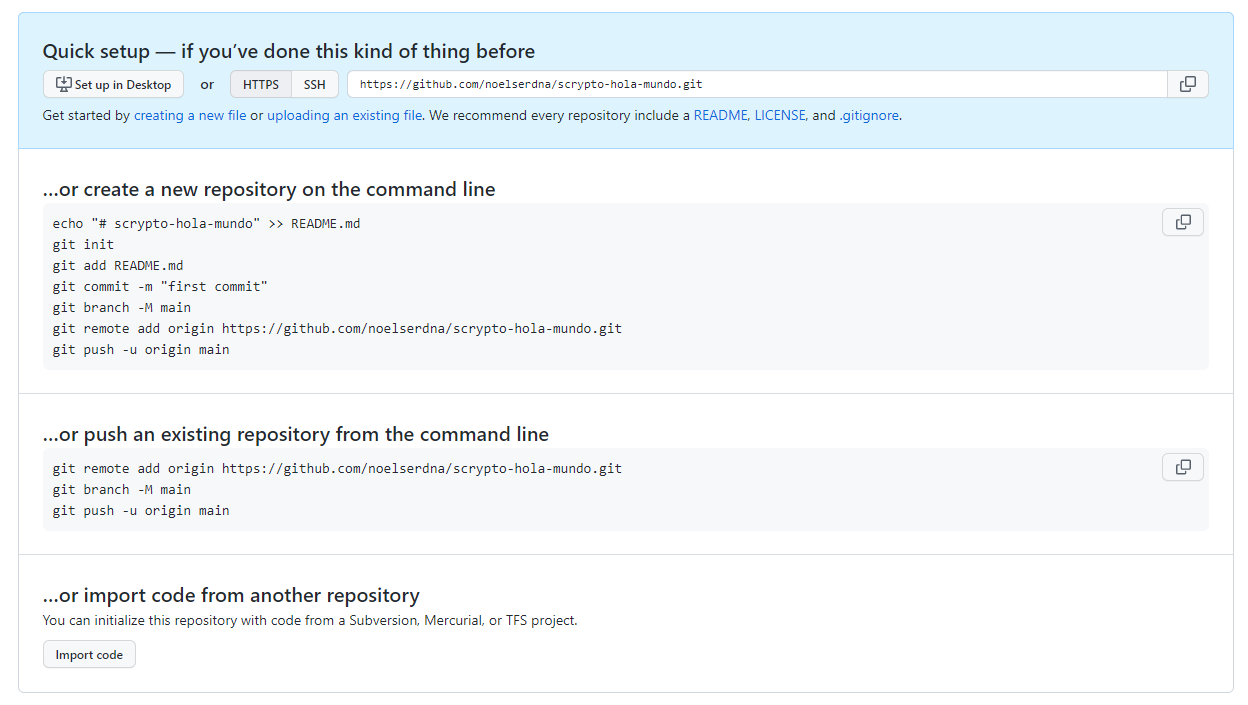 Quick setup — if you’ve done this kind of thing before
Set up in Desktop or HTTPS SSH https://github.com/noelserdna/scrypto-hola-mundo.git
Get started by creating a new file or uploading an existing file. We recommend every repository include a README, LICENSE, and .gitignore.
…or create a new repository on the command line
echo "# scrypto-hola-mundo" >> README.md
git init
git add README.md
git commit -m "first commit"
git branch -M main
git remote add origin https://github.com/noelserdna/scrypto-hola-mundo.git
git push -u origin main
…or push an existing repository from the command line
git remote add origin https://github.com/noelserdna/scrypto-hola-mundo.git
git branch -M main
git push -u origin main
…or import code from another repository
You can initialize this repository with code from a Subversion, Mercurial, or TFS project.
Import code